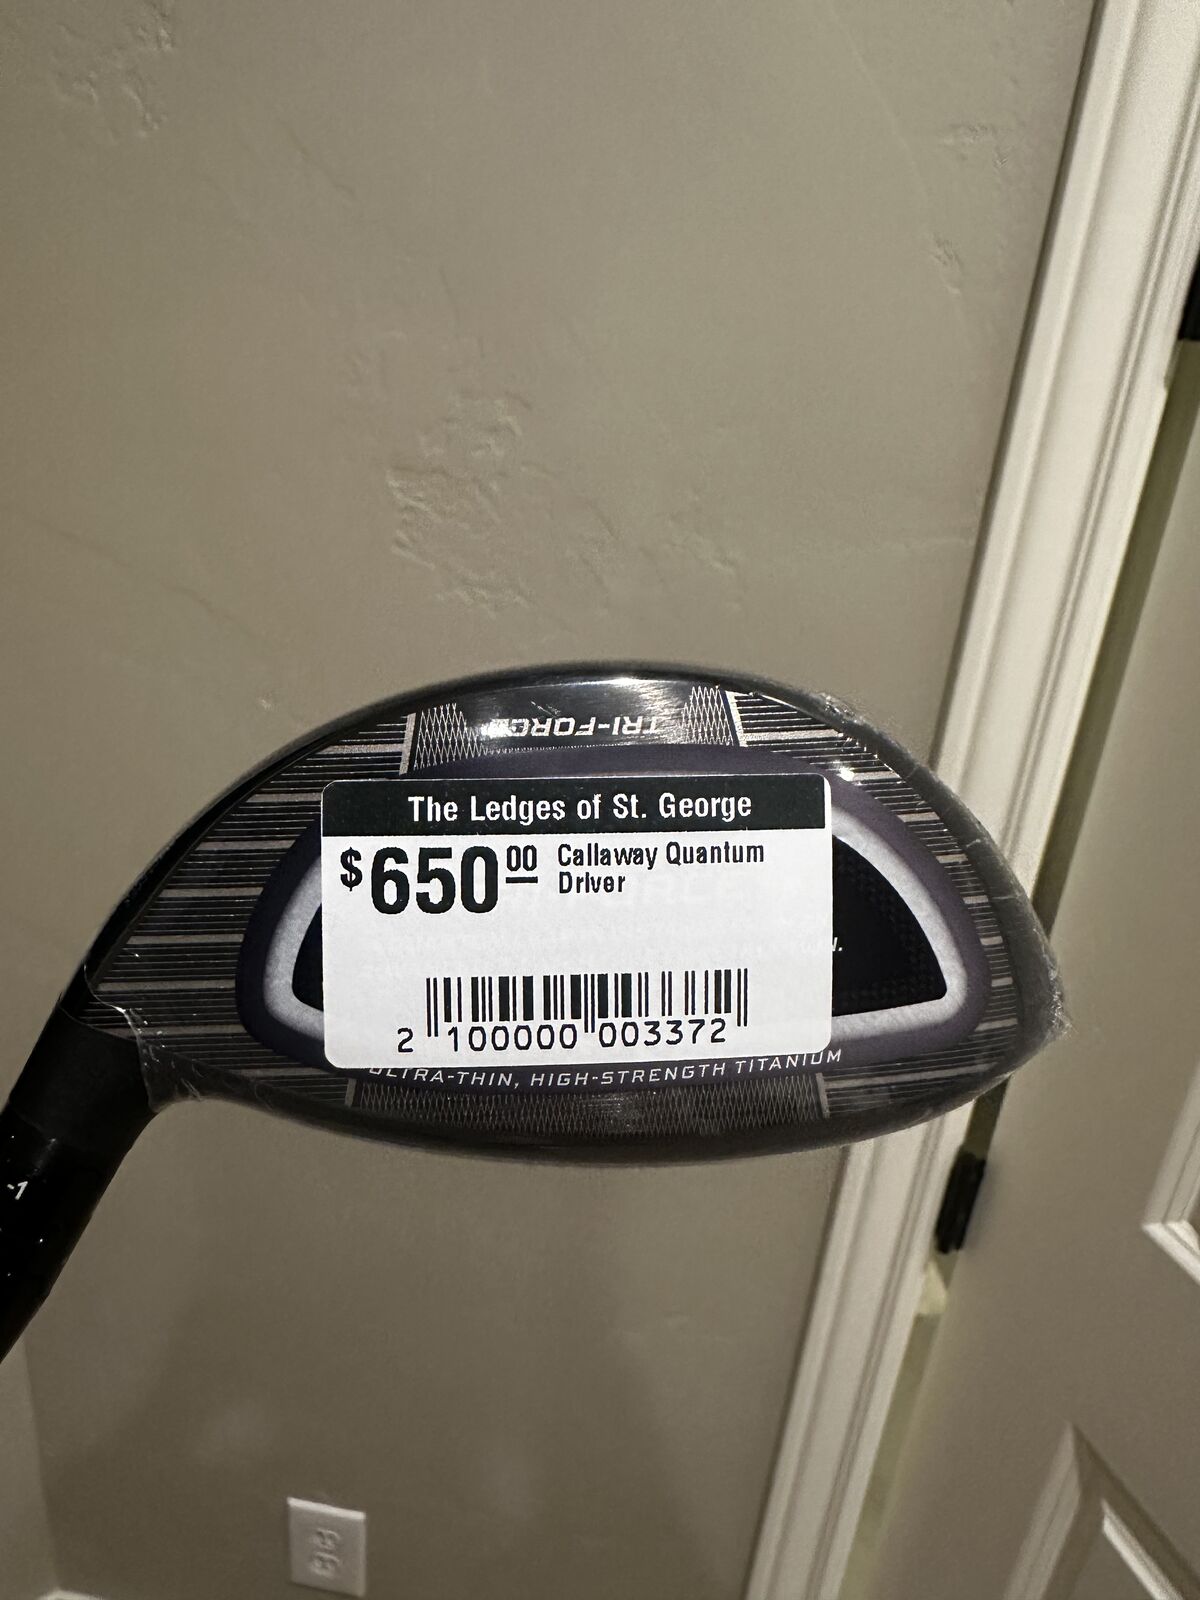 TRI-FORCE
The Ledges of St. George
$650.00 Callaway Quantum
Driver
2 100000 003372
ULTRA-THIN, HIGH-STRENGTH TITANIUM
-1